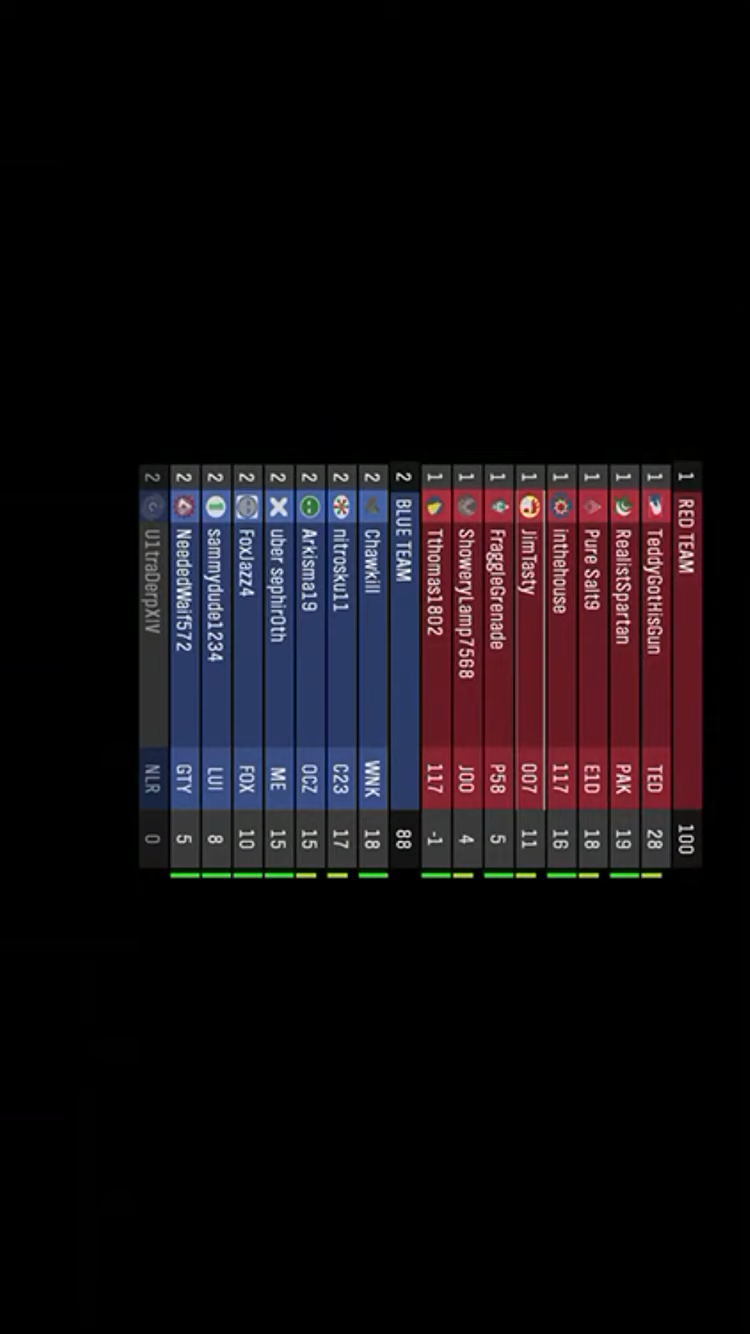 1 RED TEAM 100
1 TeddyGotHisGun TED 28
1 RealistSpartan PAK 19
1 Pure Salt9 E1D 18
1 inthehouse 117 16
1 JimTasty 007 11
1 FraggleGrenade P58 5
1 ShoweryLamp7568 JOO 4
1 Tthomas1802 117 -1
2 BLUE TEAM 88
2 Chawkill WNK 18
2 nitrosku11 C23 17
2 Arkisma19 OCZ 15
2 uber sephir0th ME 15
2 FoxJazz4 FOX 10
2 sammydude1234 LUI 8
2 NeededWaif572 GTY 5
2 U1traDerpXIV NLR 0